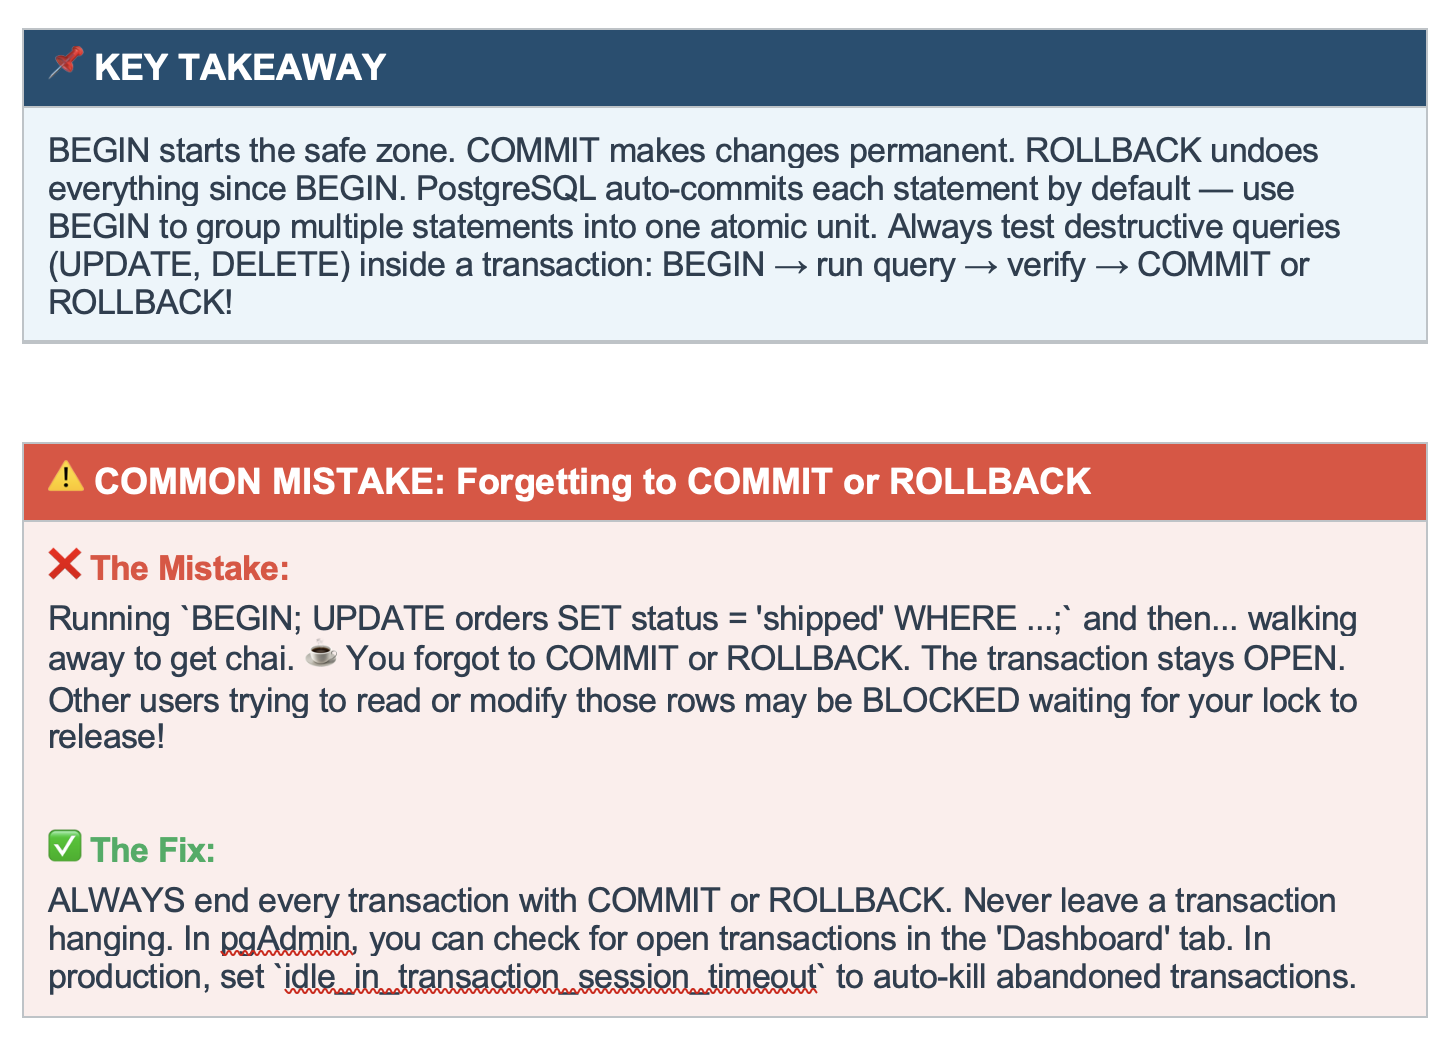 📌 KEY TAKEAWAY
BEGIN starts the safe zone. COMMIT makes changes permanent. ROLLBACK undoes
everything since BEGIN. PostgreSQL auto-commits each statement by default — use
BEGIN to group multiple statements into one atomic unit. Always test destructive queries
(UPDATE, DELETE) inside a transaction: BEGIN → run query → verify → COMMIT or
ROLLBACK!
⚠️ COMMON MISTAKE: Forgetting to COMMIT or ROLLBACK
❌ The Mistake:
Running `BEGIN; UPDATE orders SET status = 'shipped' WHERE ...;` and then... walking
away to get chai. ☕ You forgot to COMMIT or ROLLBACK. The transaction stays OPEN.
Other users trying to read or modify those rows may be BLOCKED waiting for your lock to
release!
✅ The Fix:
ALWAYS end every transaction with COMMIT or ROLLBACK. Never leave a transaction
hanging. In pgAdmin, you can check for open transactions in the 'Dashboard' tab. In
production, set `idle_in_transaction_session_timeout` to auto-kill abandoned transactions.